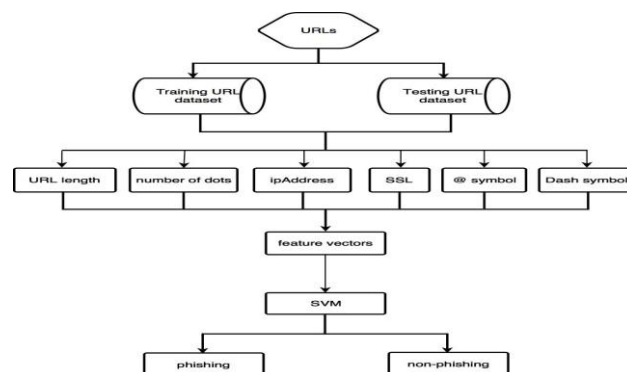 URLs
Training URL
dataset
Testing URL
dataset
URL length
number of dots
ipAddress
SSL
@ symbol
Dash symbol
feature vectors
SVM
phishing
non-phishing